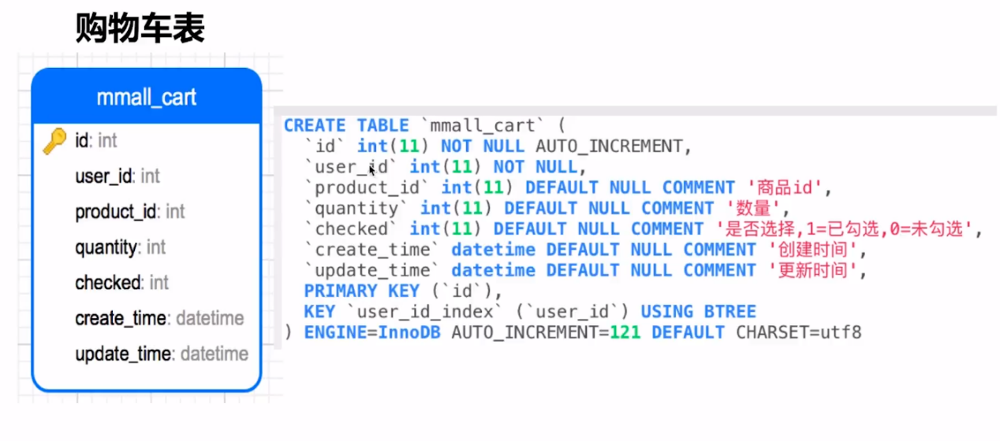 购物车表
mmall_cart
id: int
user_id: int
product_id: int
quantity: int
checked: int
create_time: datetime
update_time: datetime
CREATE TABLE `mmall_cart` (
`id` int(11) NOT NULL AUTO_INCREMENT,
`user_id` int(11) NOT NULL,
`product_id` int(11) DEFAULT NULL COMMENT '商品id',
`quantity` int(11) DEFAULT NULL COMMENT '数量',
`checked` int(11) DEFAULT NULL COMMENT '是否选择,1=已勾选,0=未勾选',
`create_time` datetime DEFAULT NULL COMMENT '创建时间',
`update_time` datetime DEFAULT NULL COMMENT '更新时间',
PRIMARY KEY (`id`),
KEY `user_id_index` (`user_id`) USING BTREE
) ENGINE=InnoDB AUTO_INCREMENT=121 DEFAULT CHARSET=utf8